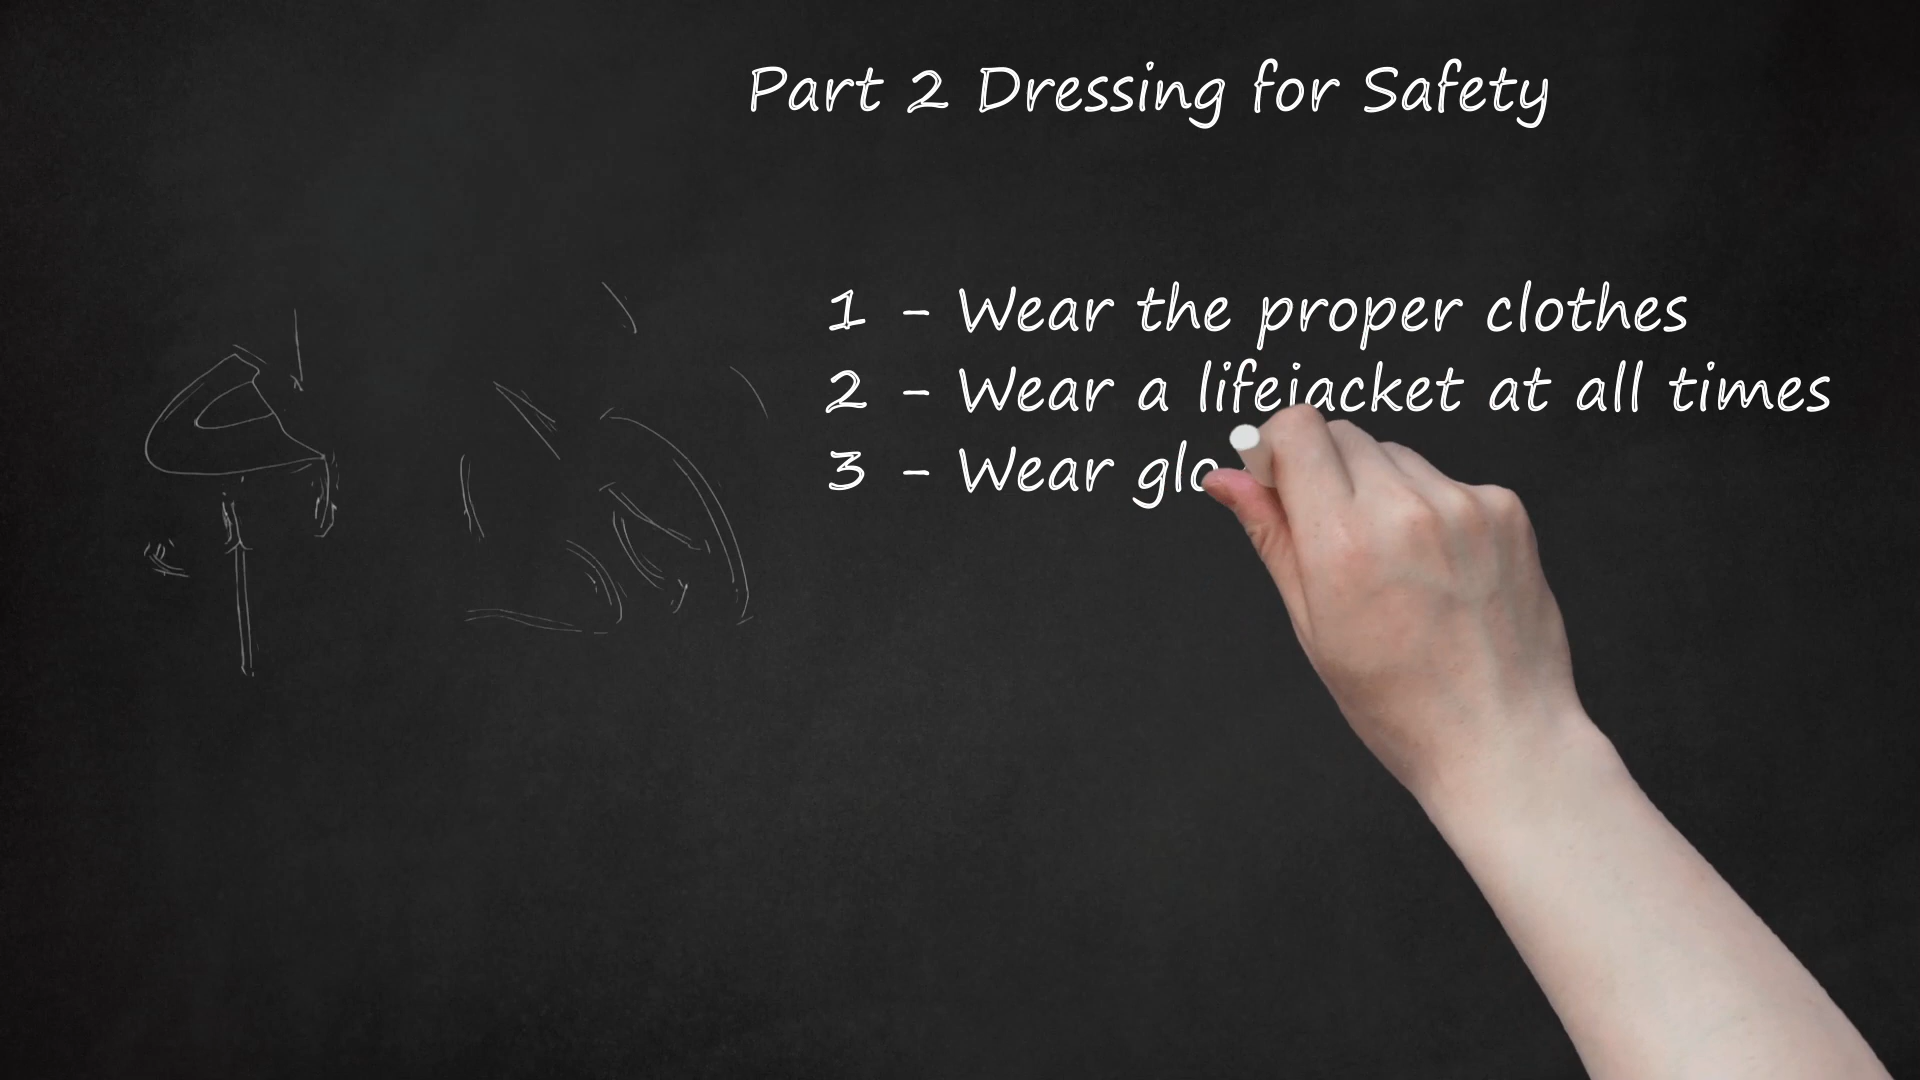 Part 2 Dressing for Safety
1 - Wear the proper clothes
2 - Wear a lifejacket at all times
3 - Wear glo